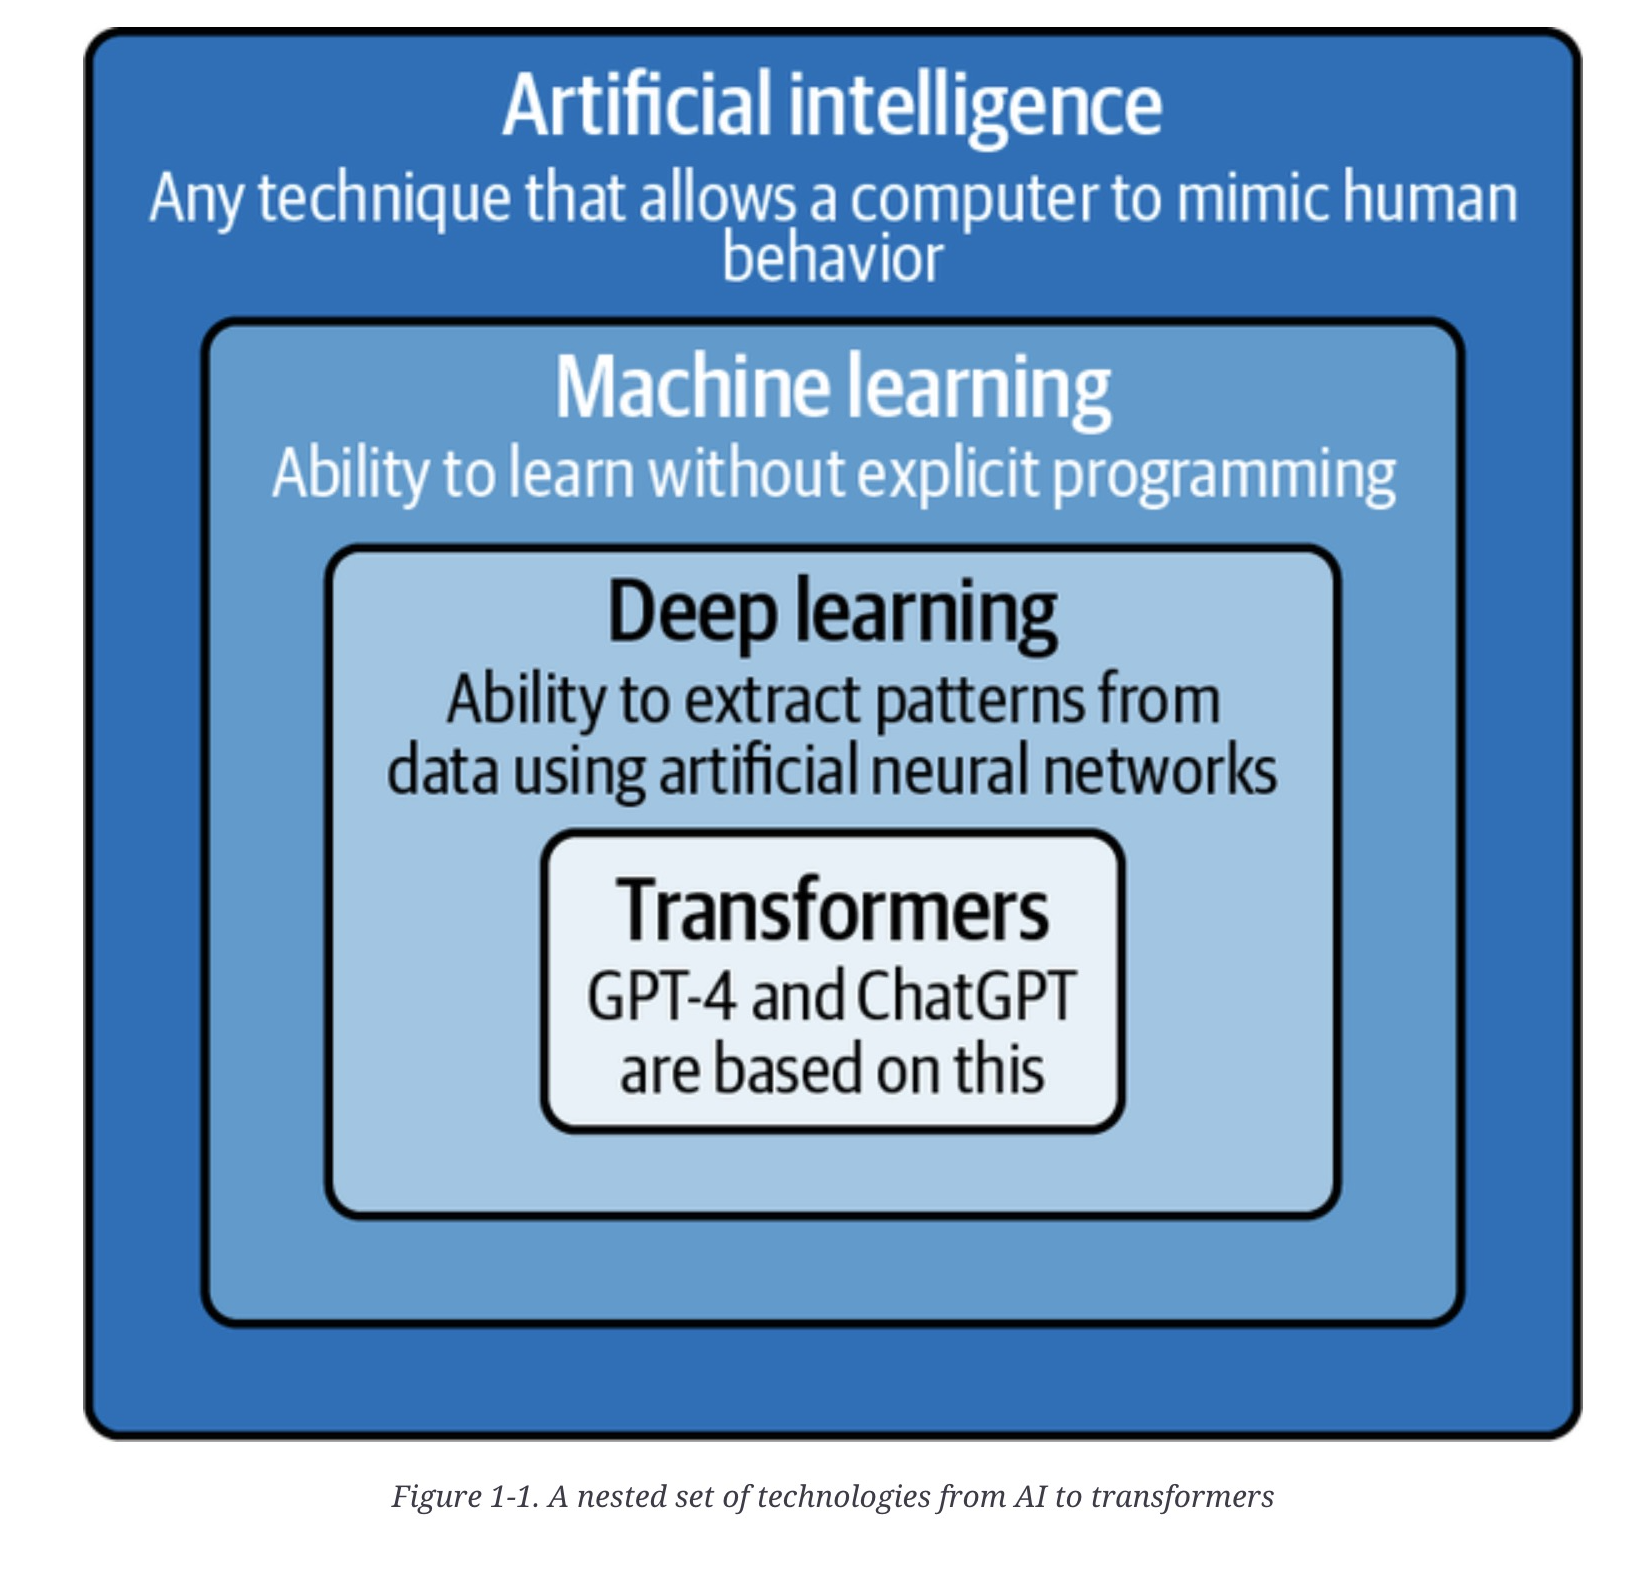 Artificial intelligence
Any technique that allows a computer to mimic human
behavior
Machine learning
Ability to learn without explicit programming
Deep learning
Ability to extract patterns from
data using artificial neural networks
Transformers
GPT-4 and ChatGPT
are based on this
Figure 1-1. A nested set of technologies from AI to transformers